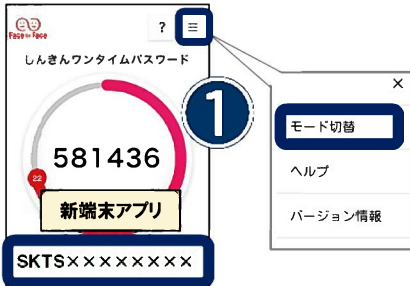 Face to Face
?
しんきんワンタイムパスワード
581436
22
新端末アプリ
SKTS××××××××
1
×
モード切替
ヘルプ
バージョン情報